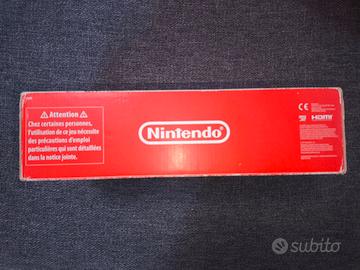 ⚠ Attention ⚠
Chez certaines personnes,
l'utilisation de ce jeu nécessite
des précautions d'emploi
particulières qui sont détaillées
dans la notice jointe.
Nintendo
CE
HDMI
subito